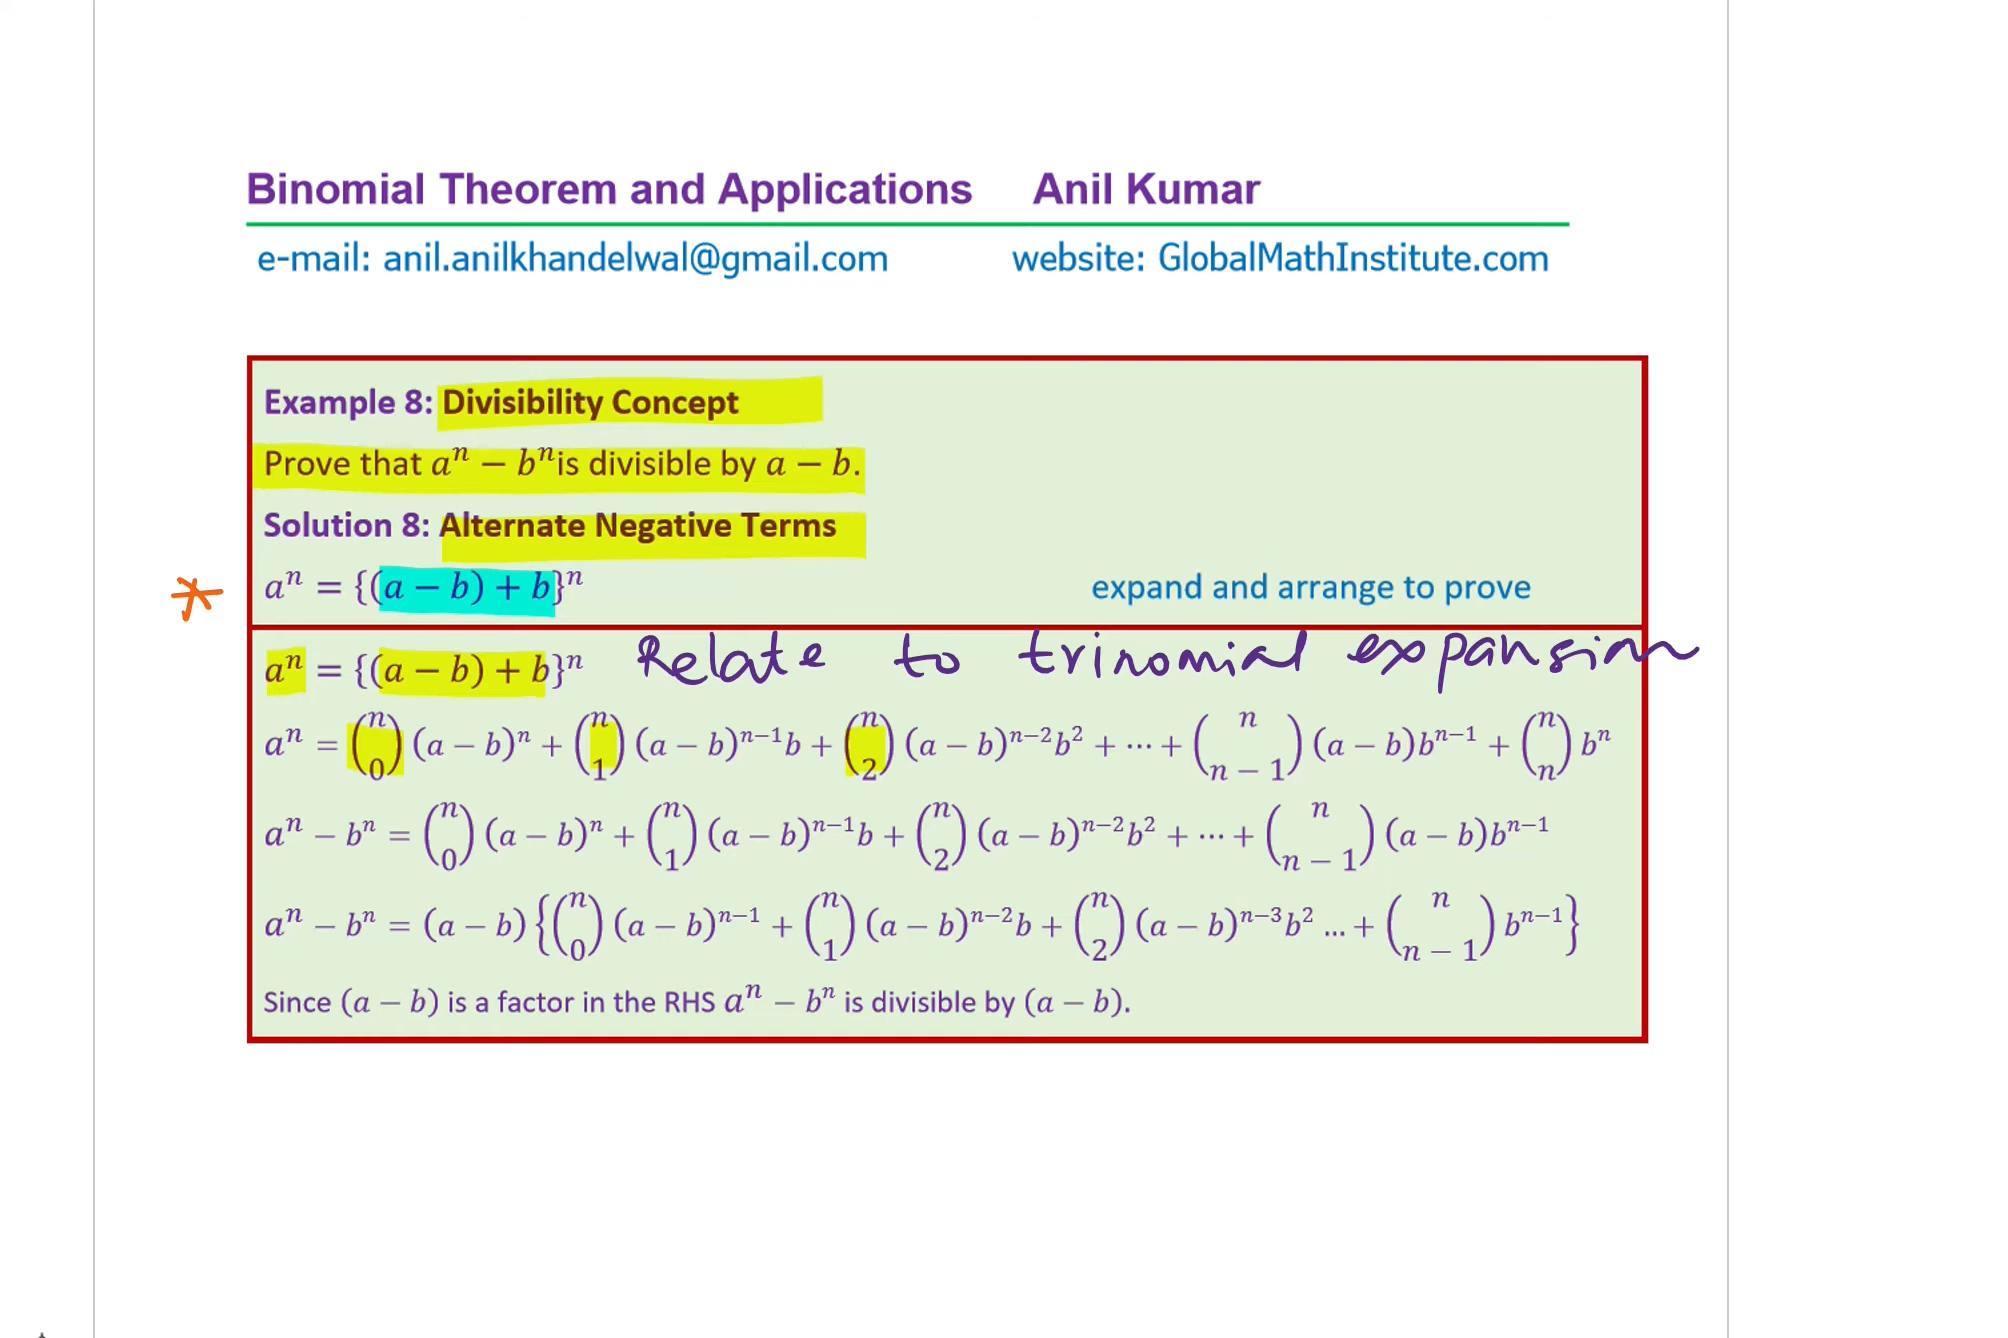 Binomial Theorem and Applications Anil Kumar
e-mail: anil.anilkhandelwal@gmail.com website: GlobalMathInstitute.com
Example 8: Divisibility Concept
Prove that aⁿ − bⁿ is divisible by a − b.
Solution 8: Alternate Negative Terms
* aⁿ = {(a − b) + b}ⁿ expand and arrange to prove
aⁿ = {(a − b) + b}ⁿ Relate to trinomial expansion
aⁿ = (n 0)(a − b)ⁿ + (n 1)(a − b)ⁿ⁻¹b + (n 2)(a − b)ⁿ⁻²b² + ⋯ + (n n − 1)(a − b)bⁿ⁻¹ + (n n)bⁿ
aⁿ − bⁿ = (n 0)(a − b)ⁿ + (n 1)(a − b)ⁿ⁻¹b + (n 2)(a − b)ⁿ⁻²b² + ⋯ + (n n − 1)(a − b)bⁿ⁻¹
aⁿ − bⁿ = (a − b){(n 0)(a − b)ⁿ⁻¹ + (n 1)(a − b)ⁿ⁻²b + (n 2)(a − b)ⁿ⁻³b² … + (n n − 1)bⁿ⁻¹}
Since (a − b) is a factor in the RHS aⁿ − bⁿ is divisible by (a − b).